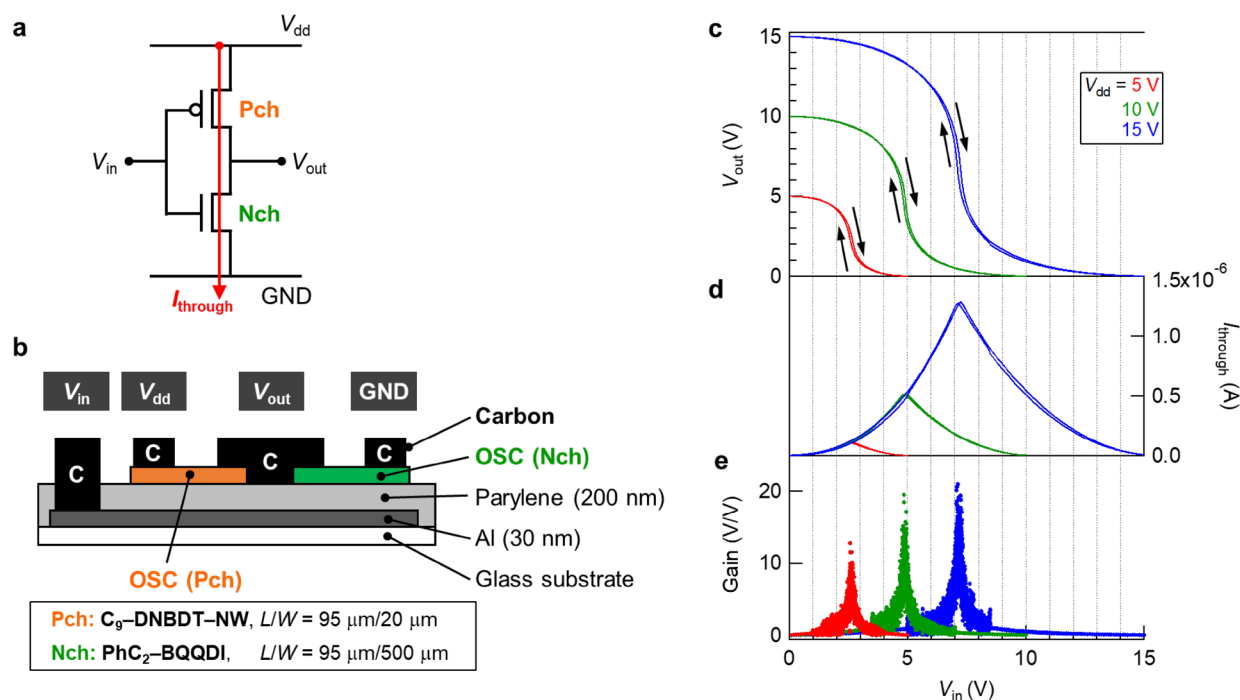 a
V_dd
Pch
V_in
V_out
Nch
I_through
GND
b
V_in
V_dd
V_out
GND
Carbon
C
C
C
C
OSC (Nch)
Parylene (200 nm)
Al (30 nm)
OSC (Pch)
Glass substrate
Pch: C₉–DNBDT–NW, L/W = 95 μm/20 μm
Nch: PhC₂–BQQDI, L/W = 95 μm/500 μm
c
15
10
5
0
V_out (V)
V_dd = 5 V
10 V
15 V
d
1.5x10⁻⁶
1.0
0.5
0.0
I_through (A)
e
20
10
0
Gain (V/V)
0
5
10
15
V_in (V)